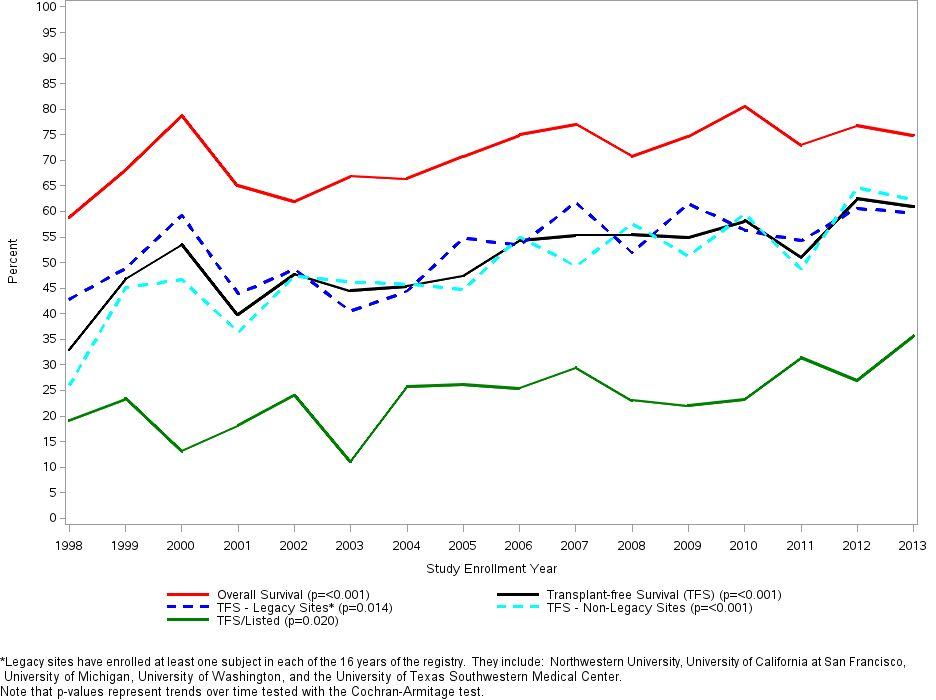 100
95
90
85
80
75
70
65
60
55
50
45
40
35
30
25
20
15
10
5
0
Percent
1998 1999 2000 2001 2002 2003 2004 2005 2006 2007 2008 2009 2010 2011 2012 2013
Study Enrollment Year
Overall Survival (p=<0.001) Transplant-free Survival (TFS) (p=<0.001)
TFS - Legacy Sites* (p=0.014) TFS - Non-Legacy Sites (p=<0.001)
TFS/Listed (p=0.020)
*Legacy sites have enrolled at least one subject in each of the 16 years of the registry. They include: Northwestern University, University of California at San Francisco,
University of Michigan, University of Washington, and the University of Texas Southwestern Medical Center.
Note that p-values represent trends over time tested with the Cochran-Armitage test.